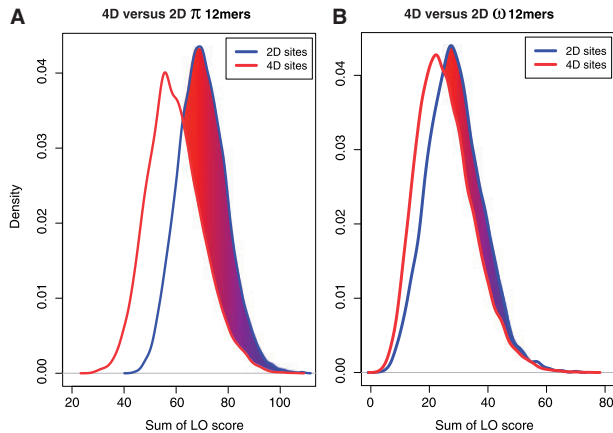 A
4D versus 2D π 12mers
2D sites
4D sites
Density
0.00
0.01
0.02
0.03
0.04
20
40
60
80
100
Sum of LO score
B
4D versus 2D ω 12mers
2D sites
4D sites
0.00
0.01
0.02
0.03
0.04
0
20
40
60
80
Sum of LO score